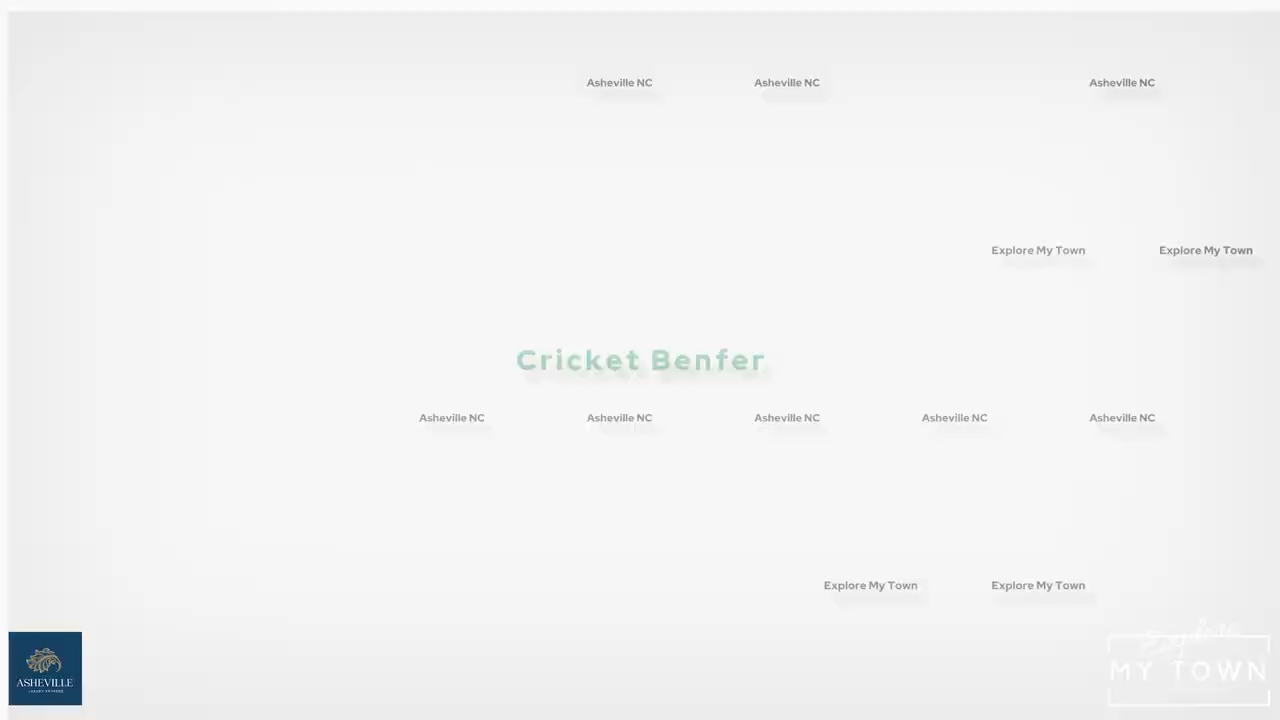 Asheville NC Asheville NC Asheville NC
Explore My Town Explore My Town
Cricket Benfer
Asheville NC Asheville NC Asheville NC Asheville NC Asheville NC
Explore My Town Explore My Town
Explore
MY TOWN
ASHEVILLE